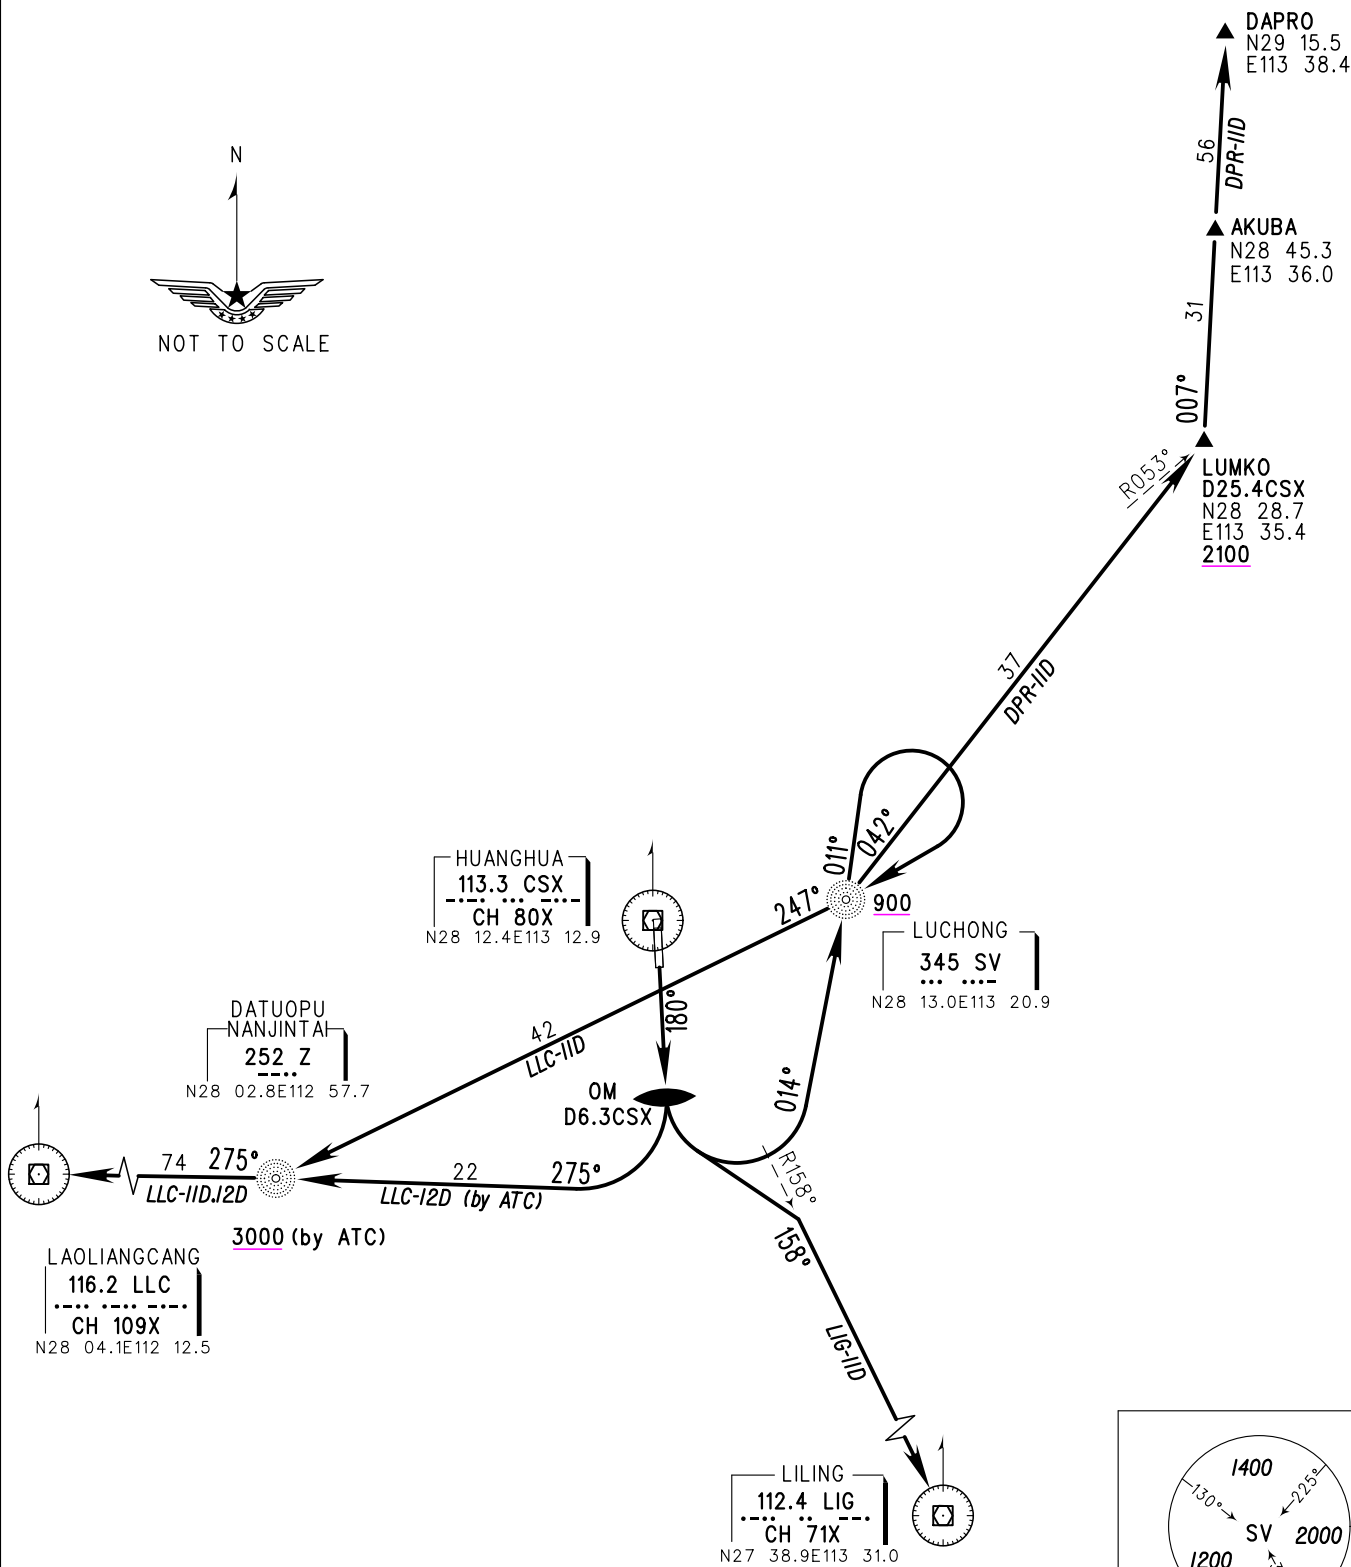 DAPRO
N29 15.5
E113 38.4
56
DPR-11D
N
AKUBA
N28 45.3
E113 36.0
31
NOT TO SCALE
007°
R053°
LUMKO
D25.4CSX
N28 28.7
E113 35.4
2100
37
DPR-11D
011°
042°
HUANGHUA
113.3 CSX
CH 80X
N28 12.4E113 12.9
247°
900
LUCHONG
345 SV
N28 13.0E113 20.9
180°
DATUOPU
NANJINTAI
252 Z
N28 02.8E112 57.7
42
LLC-11D
OM
D6.3CSX
014°
74
275°
LLC-11D.12D
22
275°
LLC-12D (by ATC)
R158°
158°
3000 (by ATC)
LAOLIANGCANG
116.2 LLC
CH 109X
N28 04.1E112 12.5
LIG-11D
LILING
112.4 LIG
CH 71X
N27 38.9E113 31.0
1400
130°
225°
SV
2000
1200